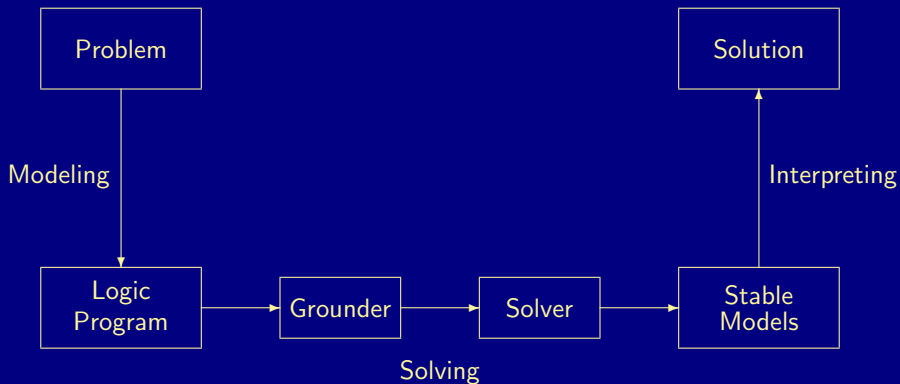 Problem
Solution
Modeling
Interpreting
Logic
Program
Grounder
Solver
Stable
Models
Solving